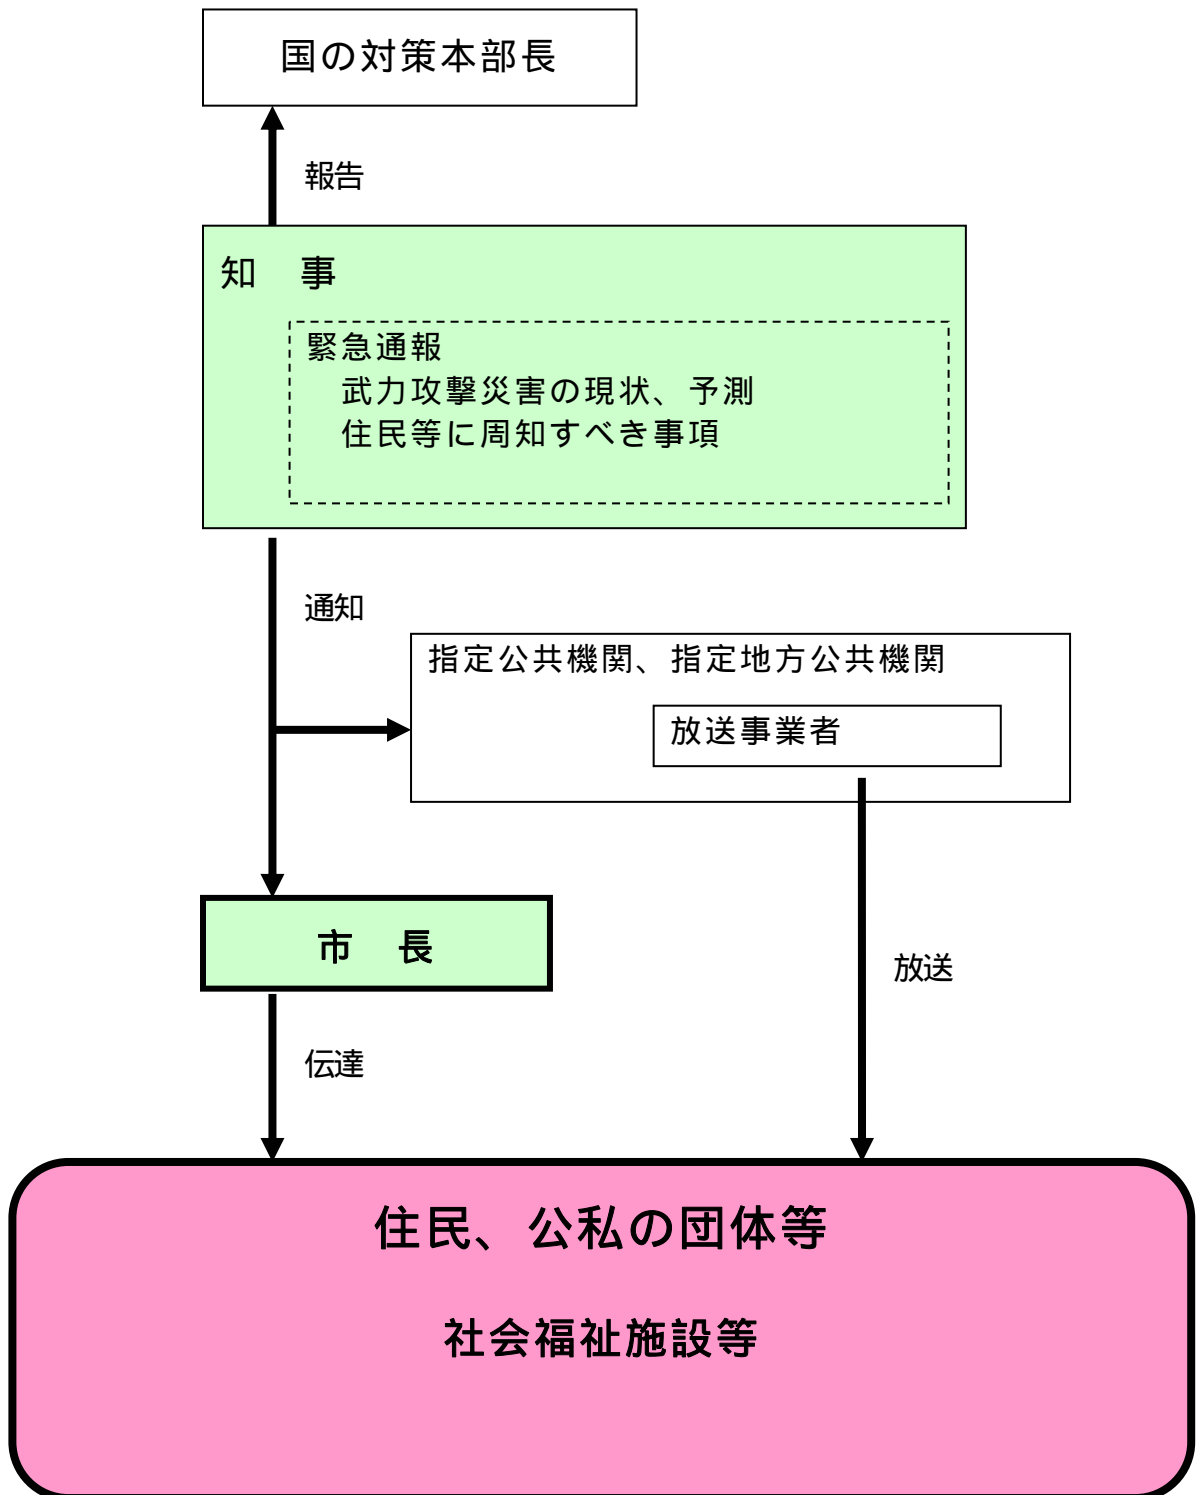 国の対策本部長
報告
知　事
緊急通報
武力攻撃災害の現状、予測
住民等に周知すべき事項
通知
指定公共機関、指定地方公共機関
放送事業者
市　長
放送
伝達
住民、公私の団体等
社会福祉施設等